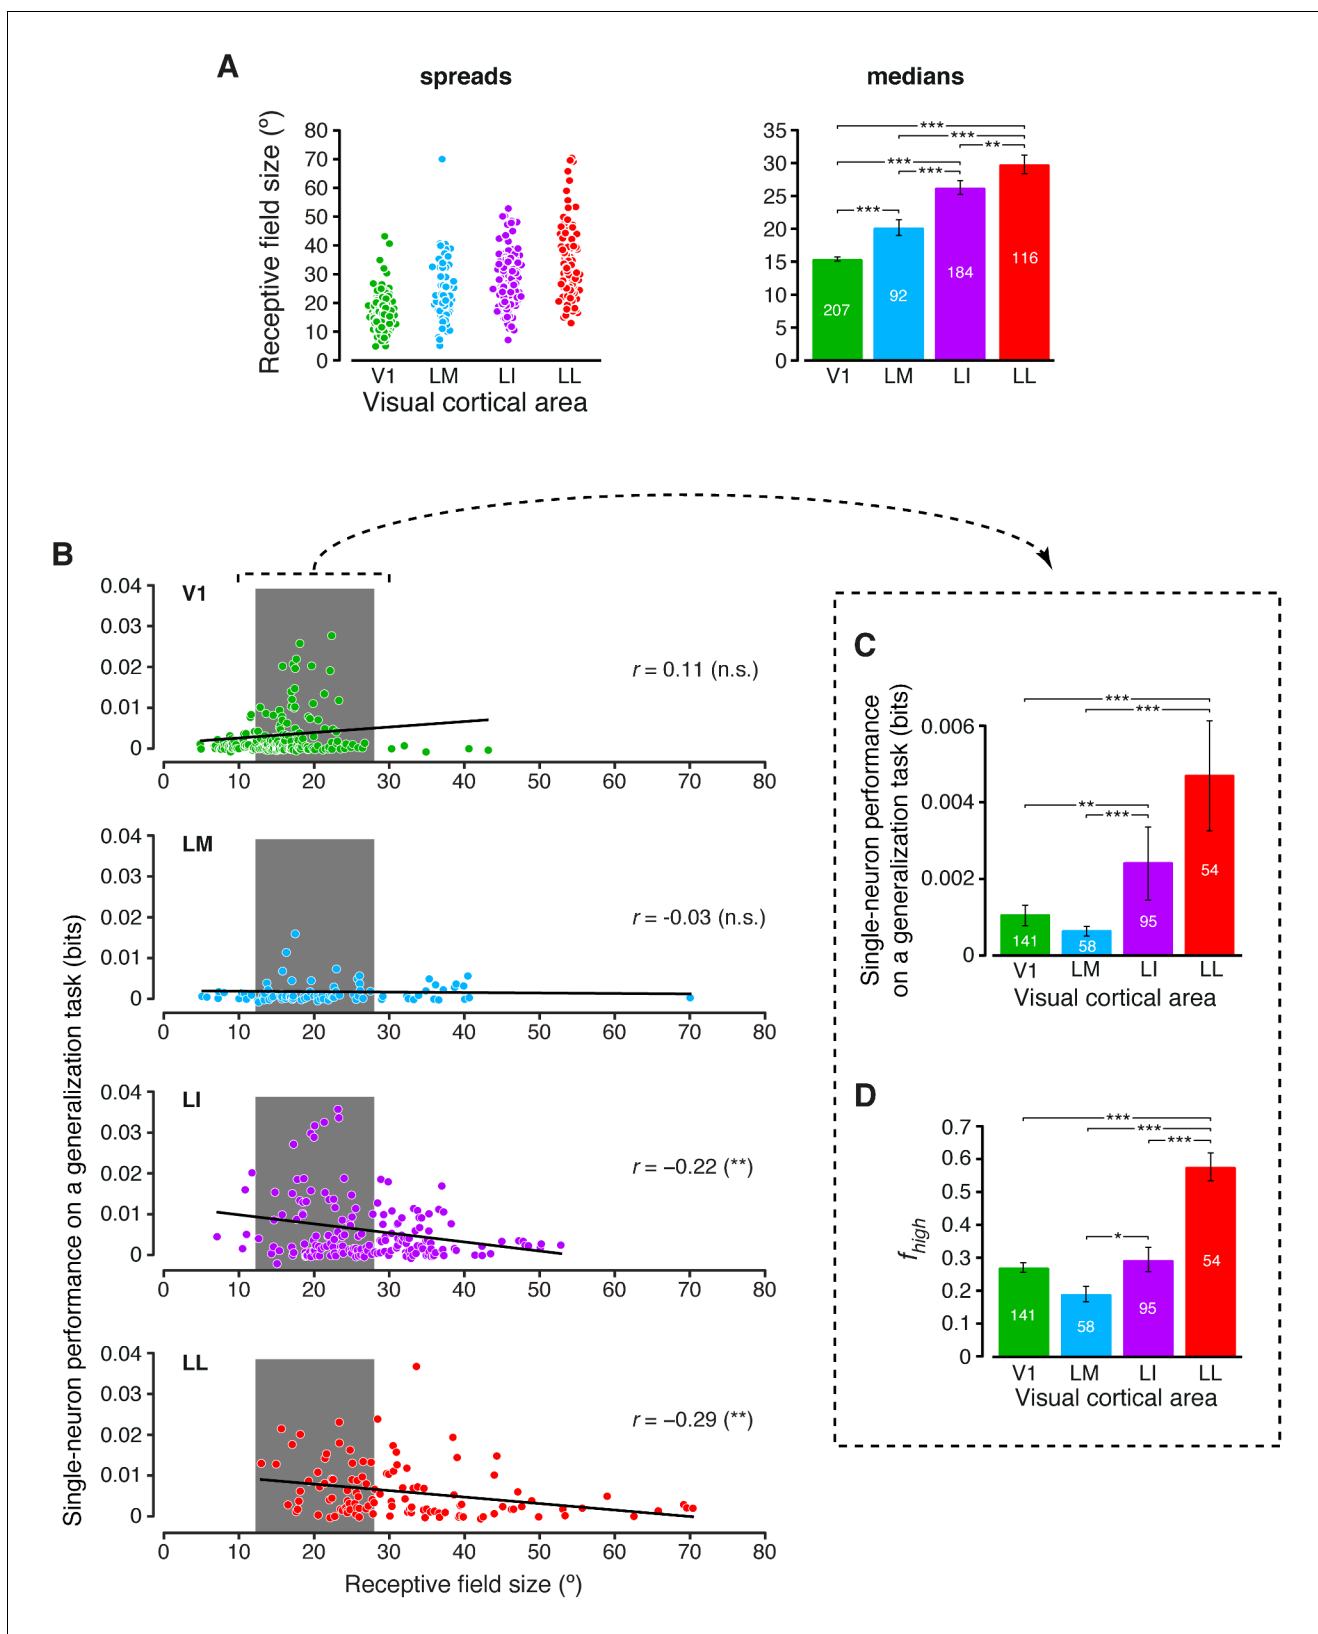 A
spreads
medians
Receptive field size (º)
80
70
60
50
40
30
20
10
0
V1 LM LI LL
Visual cortical area
35
30
25
20
15
10
5
0
*** 
***
**
***
***
***
207
92
184
116
V1 LM LI LL
B
Single-neuron performance on a generalization task (bits)
V1
0.04
0.03
0.02
0.01
0
r = 0.11 (n.s.)
0 10 20 30 40 50 60 70 80
LM
0.04
0.03
0.02
0.01
0
r = -0.03 (n.s.)
0 10 20 30 40 50 60 70 80
LI
0.04
0.03
0.02
0.01
0
r = −0.22 (**)
0 10 20 30 40 50 60 70 80
LL
0.04
0.03
0.02
0.01
0
r = −0.29 (**)
0 10 20 30 40 50 60 70 80
Receptive field size (º)
C
Single-neuron performance
on a generalization task (bits)
0.006
0.004
0.002
0
***
***
**
***
141
58
95
54
V1 LM LI LL
Visual cortical area
D
fhigh
0.7
0.6
0.5
0.4
0.3
0.2
0.1
0
***
***
***
*
141
58
95
54
V1 LM LI LL
Visual cortical area